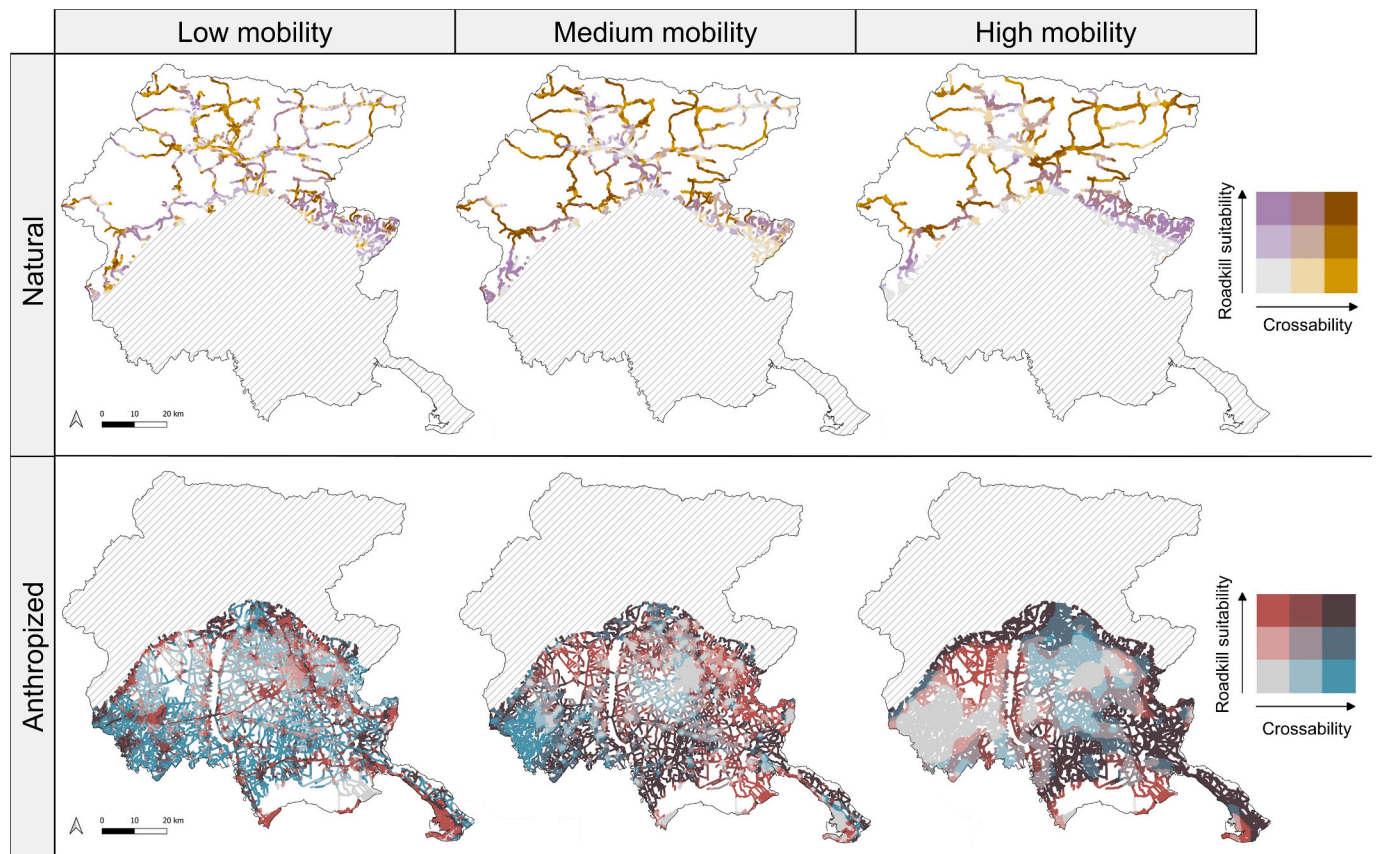 Low mobility
Medium mobility
High mobility
Natural
Roadkill suitability
Crossability
0 10 20 km
Anthropized
Roadkill suitability
Crossability
0 10 20 km